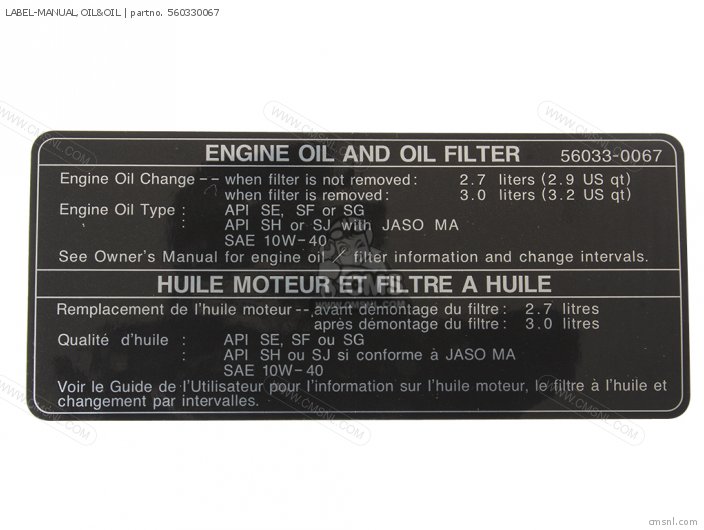 LABEL-MANUAL,OIL&OIL | partno. 560330067
ENGINE OIL AND OIL FILTER 56033-0067
Engine Oil Change -- when filter is not removed: 2.7 liters (2.9 US qt)
when filter is removed: 3.0 liters (3.2 US qt)
Engine Oil Type : API SE, SF or SG
: API SH or SJ with JASO MA
SAE 10W-40
See Owner's Manual for engine oil / filter information and change intervals.
HUILE MOTEUR ET FILTRE A HUILE
Remplacement de l'huile moteur -- avant démontage du filtre: 2.7 litres
après démontage du filtre: 3.0 litres
Qualité d'huile : API SE, SF ou SG
: API SH ou SJ si conforme à JASO MA
SAE 10W-40
Voir le Guide de l'Utilisateur pour l'information sur l'huile moteur, le filtre à l'huile et
changement par intervalles.
WWW.CMSNL.COM
cmsnl.com